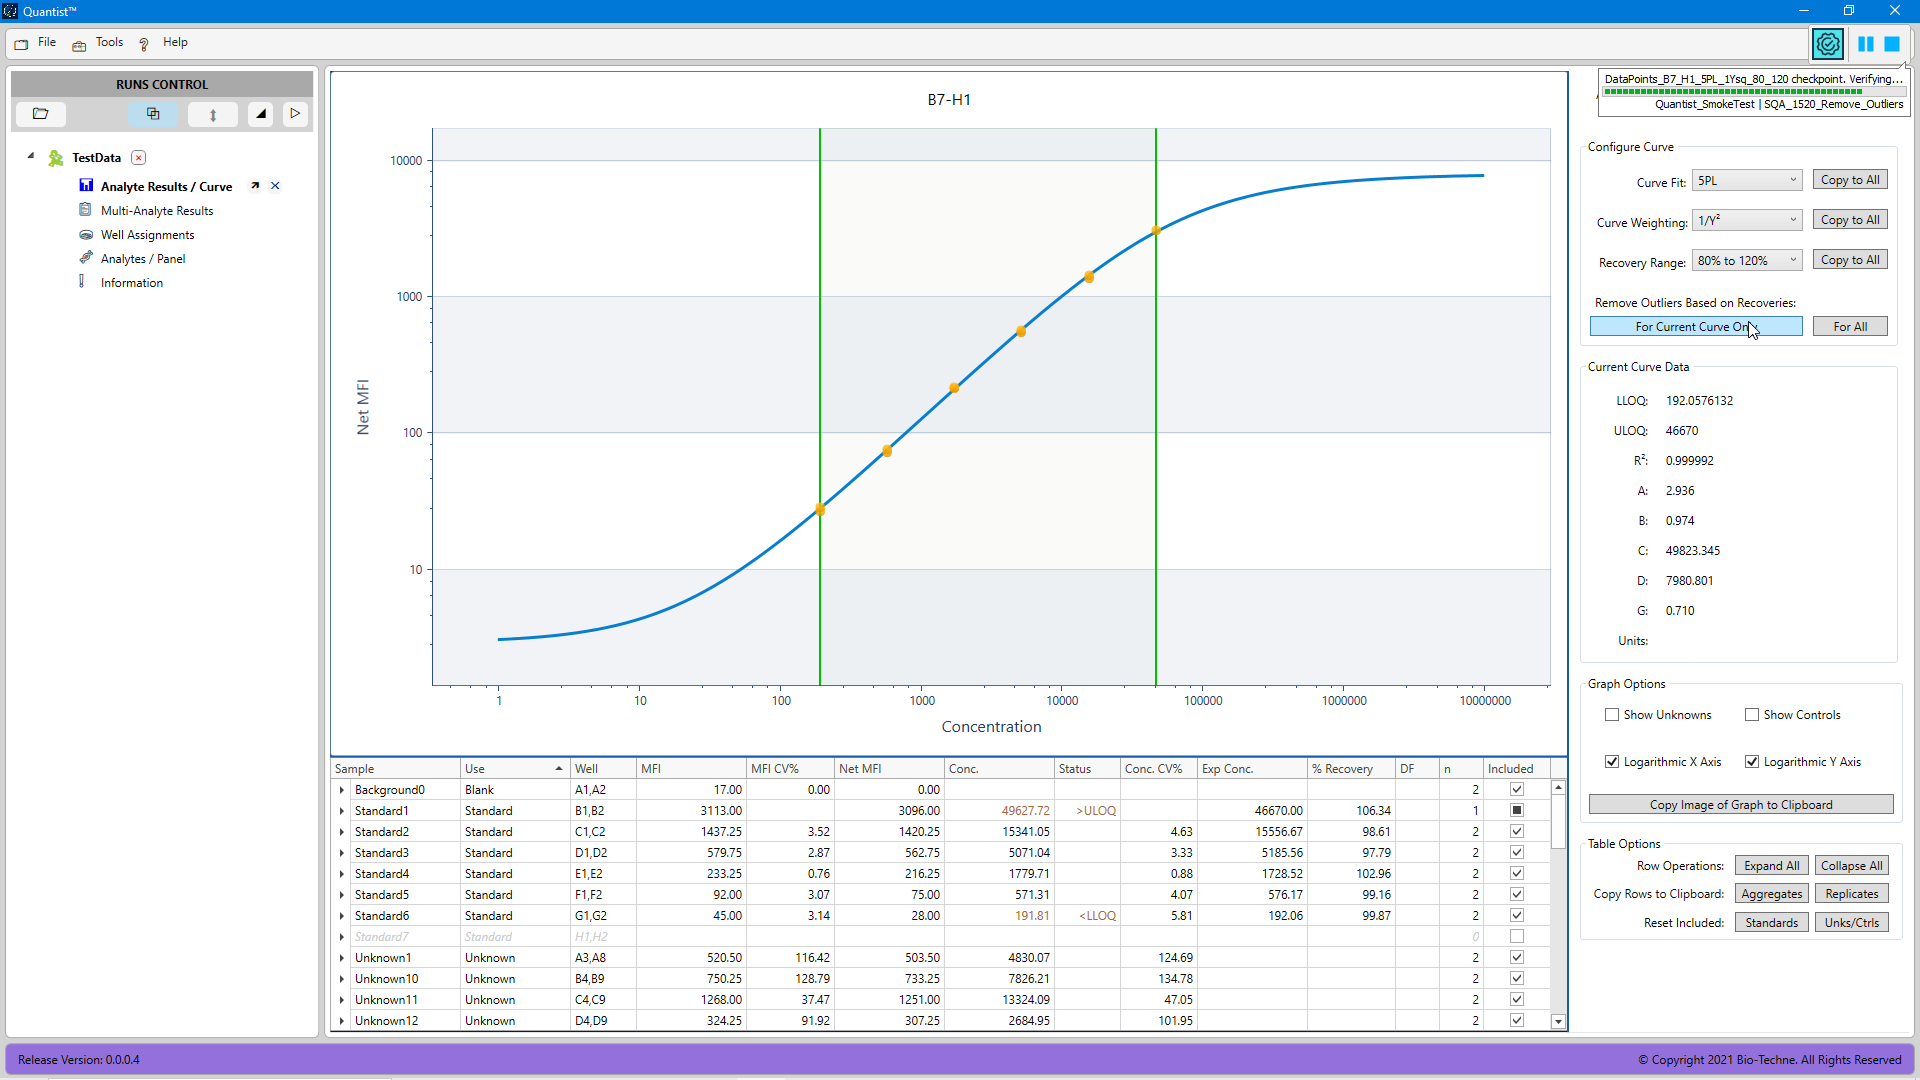 Quantist™
File Tools Help
DataPoints_B7_H1_5PL_1Ysq_80_120 checkpoint. Verifying...
Quantist_SmokeTest | SQA_1520_Remove_Outliers
RUNS CONTROL
TestData
Analyte Results / Curve
Multi-Analyte Results
Well Assignments
Analytes / Panel
Information
B7-H1
10000
1000
100
10
Net MFI
1 10 100 1000 10000 100000 1000000 10000000
Concentration
Configure Curve
Curve Fit: 5PL Copy to All
Curve Weighting: 1/Y² Copy to All
Recovery Range: 80% to 120% Copy to All
Remove Outliers Based on Recoveries:
For Current Curve Only For All
Current Curve Data
LLOQ: 192.0576132
ULOQ: 46670
R²: 0.999992
A: 2.936
B: 0.974
C: 49823.345
D: 7980.801
G: 0.710
Units:
Graph Options
Show Unknowns Show Controls
Logarithmic X Axis Logarithmic Y Axis
Copy Image of Graph to Clipboard
Table Options
Row Operations: Expand All Collapse All
Copy Rows to Clipboard: Aggregates Replicates
Reset Included: Standards Unks/Ctrls
Sample Use Well MFI MFI CV% Net MFI Conc. Status Conc. CV% Exp Conc. % Recovery DF n Included
Background0 Blank A1,A2 17.00 0.00 0.00 2
Standard1 Standard B1,B2 3113.00 3096.00 49627.72 >ULOQ 46670.00 106.34 1
Standard2 Standard C1,C2 1437.25 3.52 1420.25 15341.05 4.63 15556.67 98.61 2
Standard3 Standard D1,D2 579.75 2.87 562.75 5071.04 3.33 5185.56 97.79 2
Standard4 Standard E1,E2 233.25 0.76 216.25 1779.71 0.88 1728.52 102.96 2
Standard5 Standard F1,F2 92.00 3.07 75.00 571.31 4.07 576.17 99.16 2
Standard6 Standard G1,G2 45.00 3.14 28.00 191.81 <LLOQ 5.81 192.06 99.87 2
Standard7 Standard H1,H2 0
Unknown1 Unknown A3,A8 520.50 116.42 503.50 4830.07 124.69 2
Unknown10 Unknown B4,B9 750.25 128.79 733.25 7826.21 134.78 2
Unknown11 Unknown C4,C9 1268.00 37.47 1251.00 13324.09 47.05 2
Unknown12 Unknown D4,D9 324.25 91.92 307.25 2684.95 101.95 2
Release Version: 0.0.0.4
© Copyright 2021 Bio-Techne. All Rights Reserved